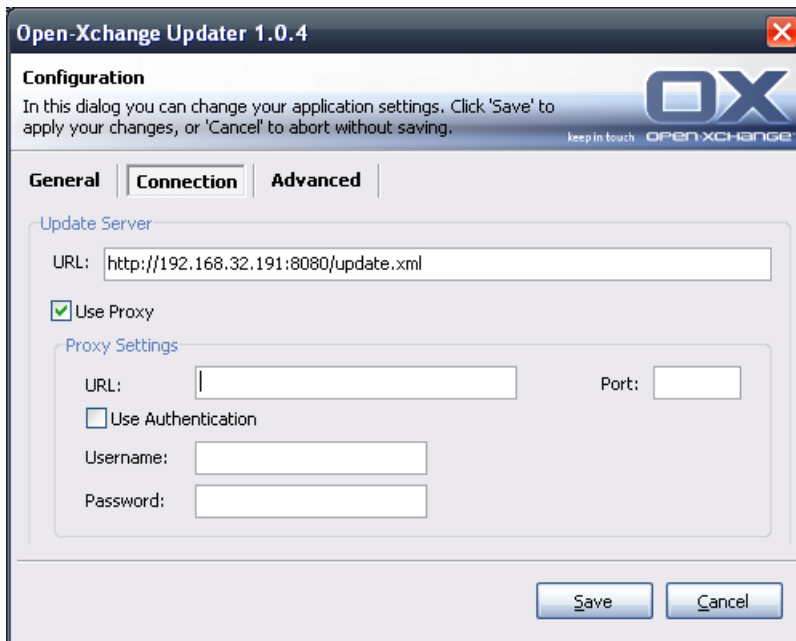 Open-Xchange Updater 1.0.4
Configuration
In this dialog you can change your application settings. Click 'Save' to
apply your changes, or 'Cancel' to abort without saving.
OX
keep in touch OPEN-XCHANGE
General Connection Advanced
Update Server
URL: http://192.168.32.191:8080/update.xml
Use Proxy
Proxy Settings
URL: Port:
Use Authentication
Username:
Password:
Save Cancel